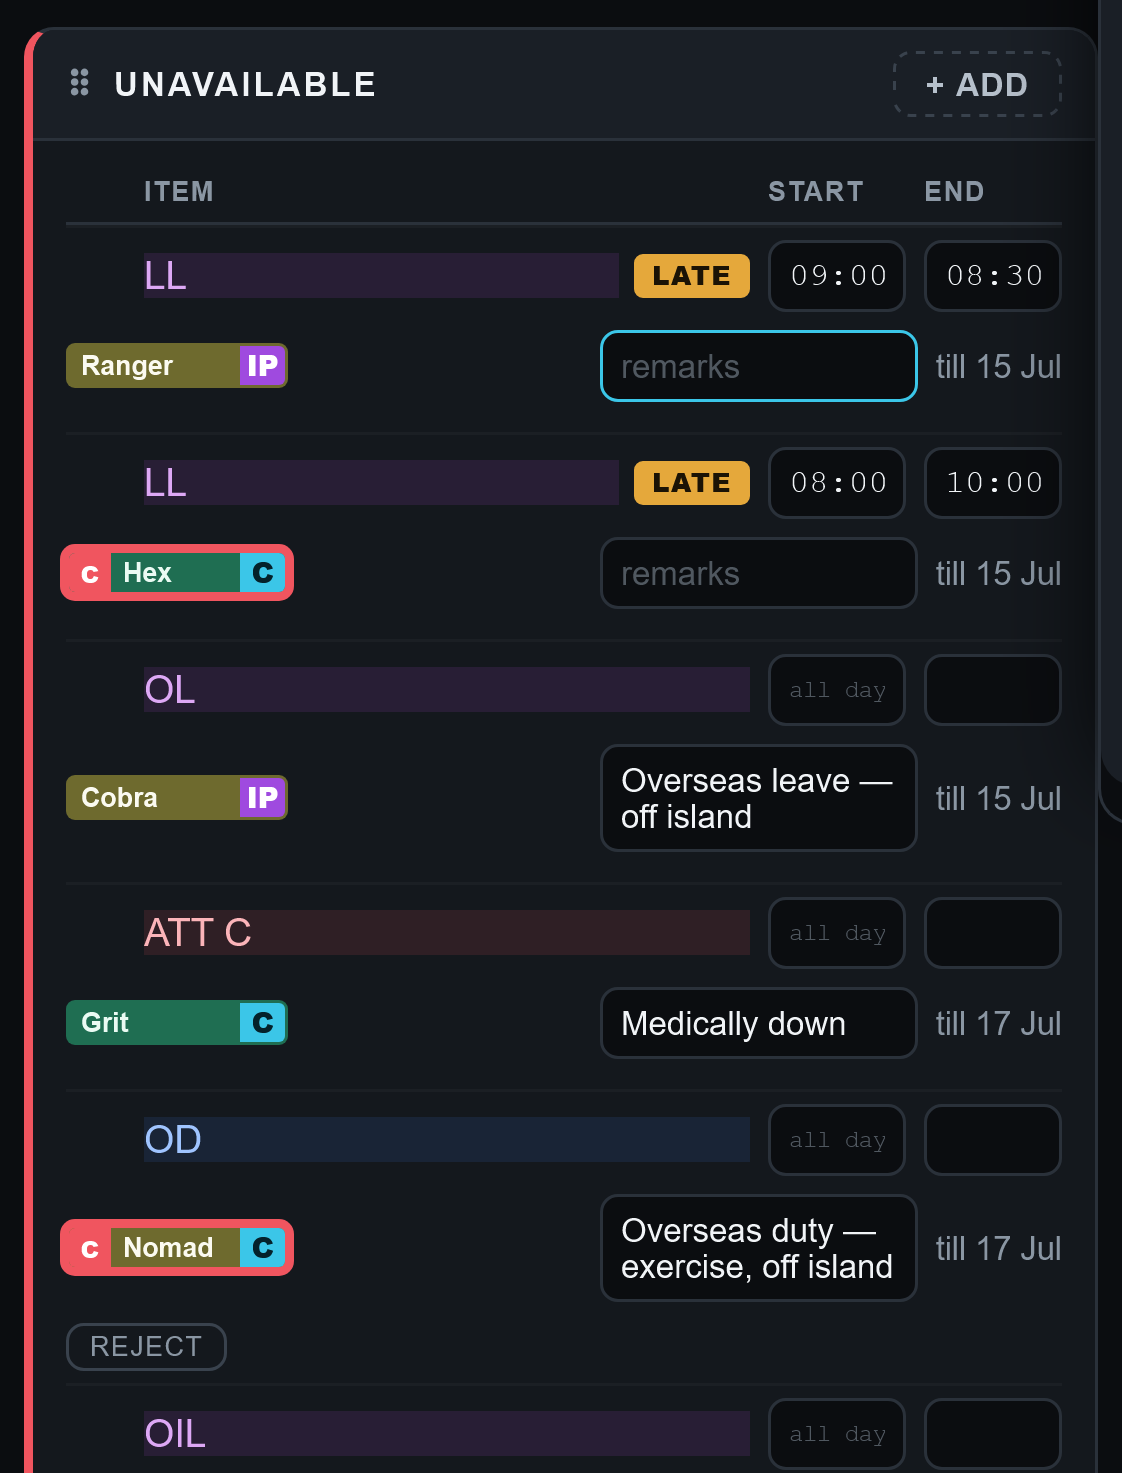 UNAVAILABLE + ADD
ITEM START END
LL LATE 09:00 08:30
Ranger IP remarks till 15 Jul
LL LATE 08:00 10:00
c Hex C remarks till 15 Jul
OL all day
Cobra IP Overseas leave — till 15 Jul
off island
ATT C all day
Grit C Medically down till 17 Jul
OD all day
c Nomad C Overseas duty — till 17 Jul
exercise, off island
REJECT
OIL all day